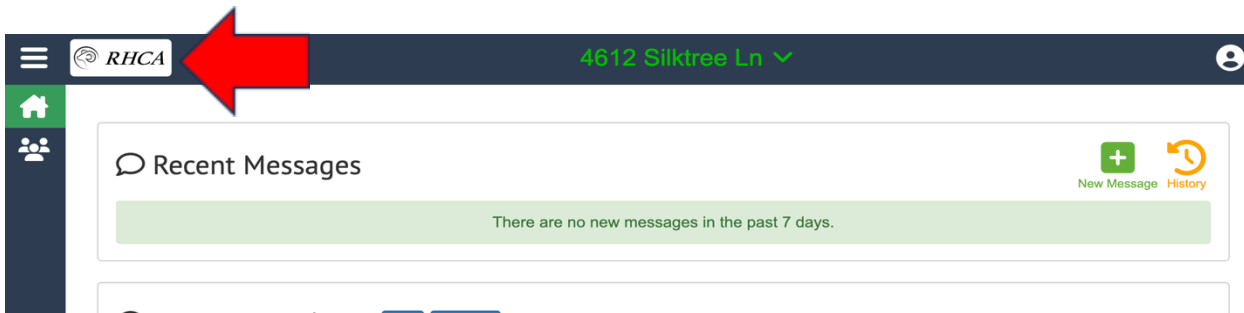 RHCA
4612 Silktree Ln
Recent Messages
New Message History
There are no new messages in the past 7 days.